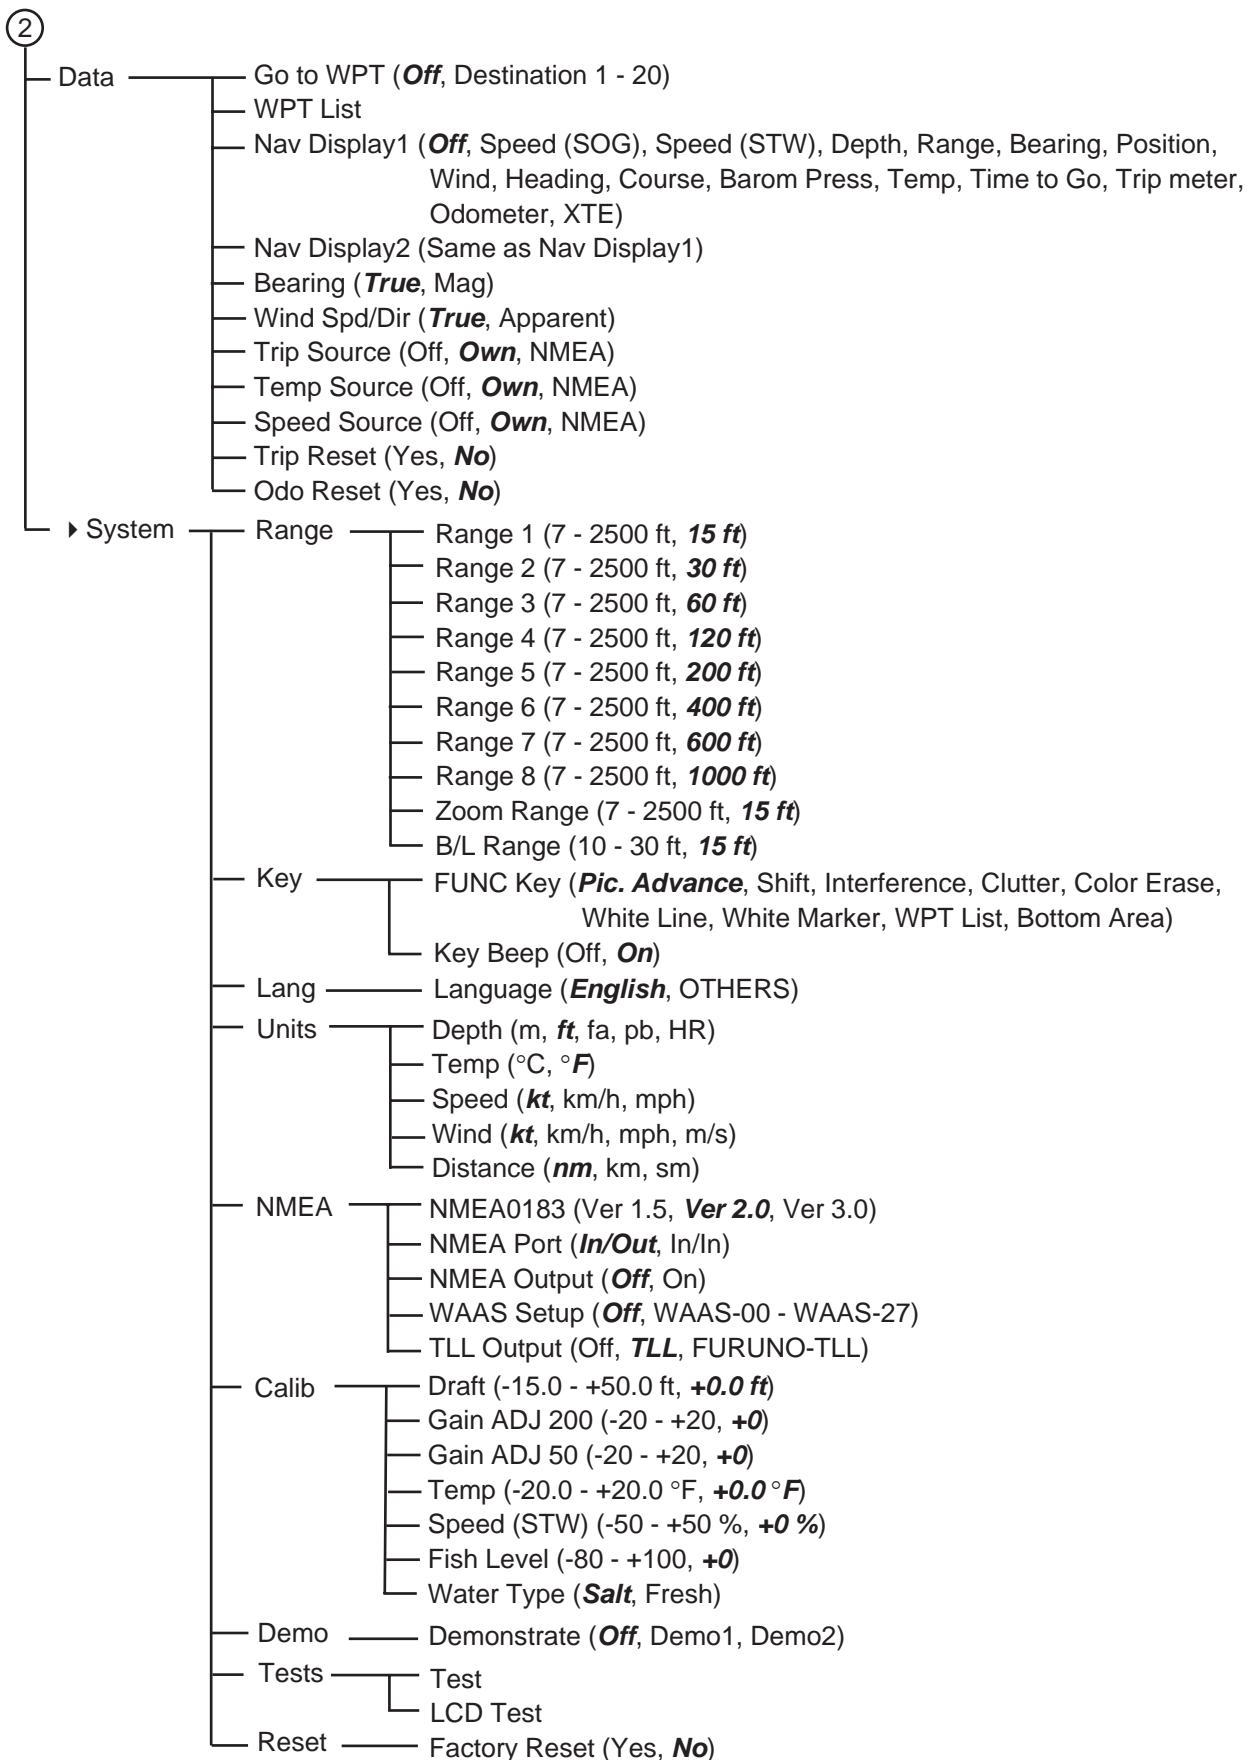 2
Data
Go to WPT (Off, Destination 1 - 20)
WPT List
Nav Display1 (Off, Speed (SOG), Speed (STW), Depth, Range, Bearing, Position,
Wind, Heading, Course, Barom Press, Temp, Time to Go, Trip meter,
Odometer, XTE)
Nav Display2 (Same as Nav Display1)
Bearing (True, Mag)
Wind Spd/Dir (True, Apparent)
Trip Source (Off, Own, NMEA)
Temp Source (Off, Own, NMEA)
Speed Source (Off, Own, NMEA)
Trip Reset (Yes, No)
Odo Reset (Yes, No)
System
Range
Range 1 (7 - 2500 ft, 15 ft)
Range 2 (7 - 2500 ft, 30 ft)
Range 3 (7 - 2500 ft, 60 ft)
Range 4 (7 - 2500 ft, 120 ft)
Range 5 (7 - 2500 ft, 200 ft)
Range 6 (7 - 2500 ft, 400 ft)
Range 7 (7 - 2500 ft, 600 ft)
Range 8 (7 - 2500 ft, 1000 ft)
Zoom Range (7 - 2500 ft, 15 ft)
B/L Range (10 - 30 ft, 15 ft)
Key
FUNC Key (Pic. Advance, Shift, Interference, Clutter, Color Erase,
White Line, White Marker, WPT List, Bottom Area)
Key Beep (Off, On)
Lang
Language (English, OTHERS)
Units
Depth (m, ft, fa, pb, HR)
Temp (°C, °F)
Speed (kt, km/h, mph)
Wind (kt, km/h, mph, m/s)
Distance (nm, km, sm)
NMEA
NMEA0183 (Ver 1.5, Ver 2.0, Ver 3.0)
NMEA Port (In/Out, In/In)
NMEA Output (Off, On)
WAAS Setup (Off, WAAS-00 - WAAS-27)
TLL Output (Off, TLL, FURUNO-TLL)
Calib
Draft (-15.0 - +50.0 ft, +0.0 ft)
Gain ADJ 200 (-20 - +20, +0)
Gain ADJ 50 (-20 - +20, +0)
Temp (-20.0 - +20.0 °F, +0.0 °F)
Speed (STW) (-50 - +50 %, +0 %)
Fish Level (-80 - +100, +0)
Water Type (Salt, Fresh)
Demo
Demonstrate (Off, Demo1, Demo2)
Tests
Test
LCD Test
Reset
Factory Reset (Yes, No)